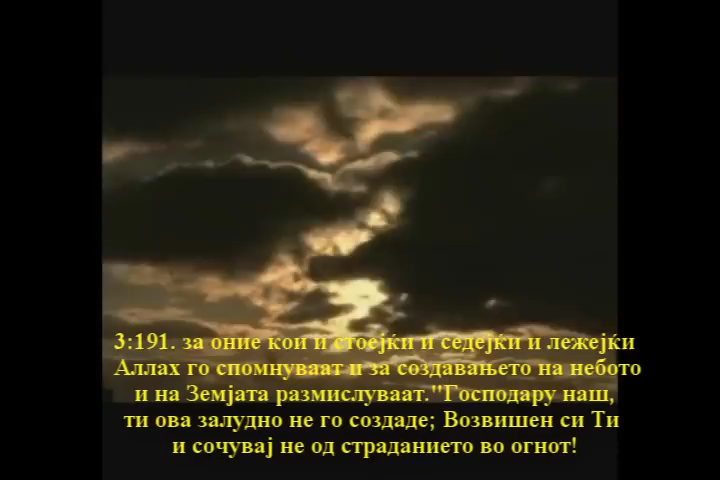 3:191. за оние кои и стоејќи и седејќи и лежејќи
Аллах го спомнуваат и за создавањето на небото
и на Земјата размислуваат."Господару наш,
ти ова залудно не го создаде; Возвишен си Ти
и сочувај не од страданието во огнот!